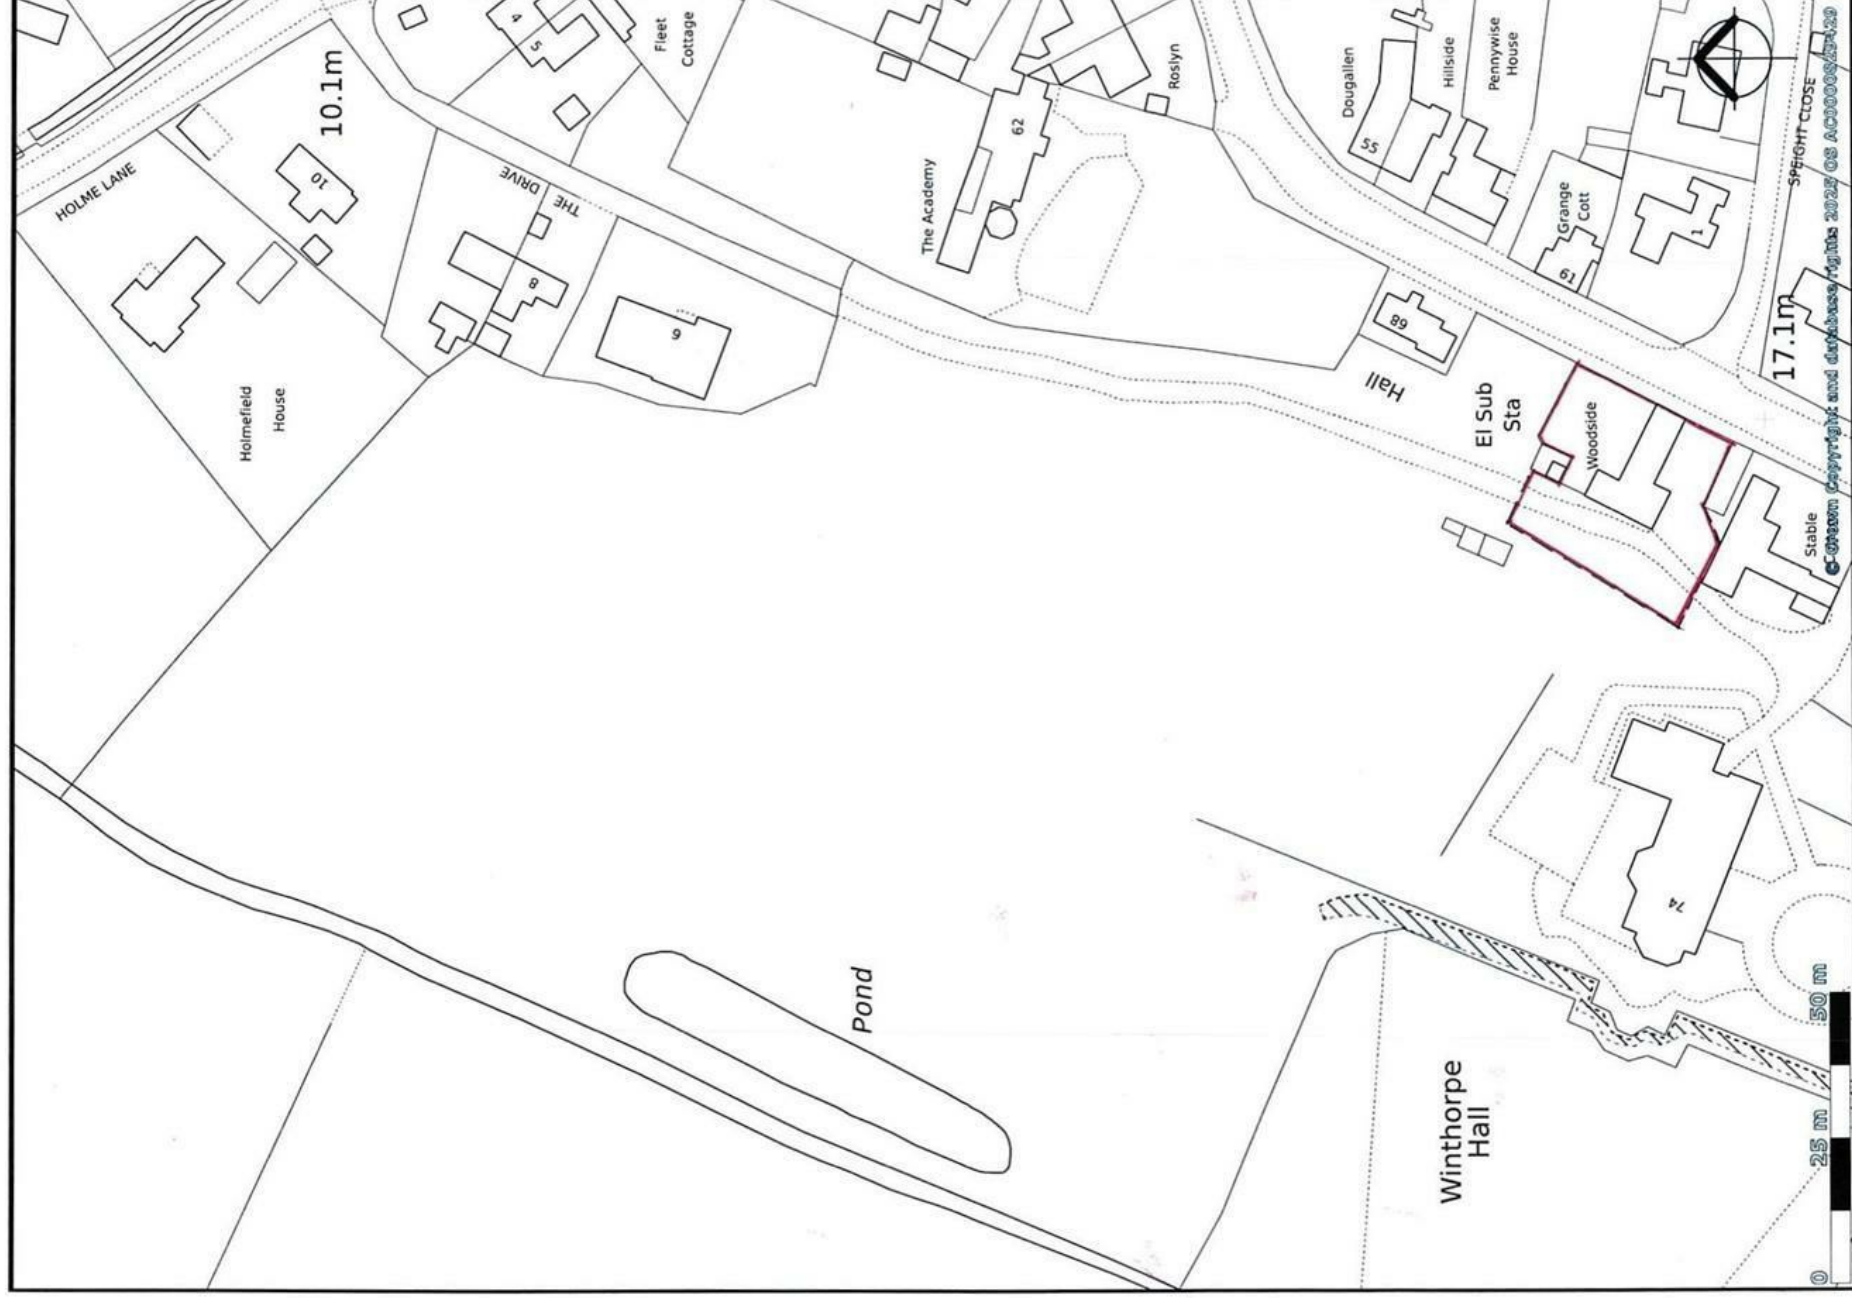 HOLME LANE
10.1m
10
4
5
Fleet
Cottage
THE
DRIVE
8
6
Holmefield
House
The Academy
62
Roslyn
Dougallen
55
Hillside
Pennywise
House
Grange
Cott
61
1
SPEIGHT CLOSE
17.1m
68
Hall
El Sub
Sta
Woodside
Stable
74
Pond
Winthorpe
Hall
0
25 m
50 m